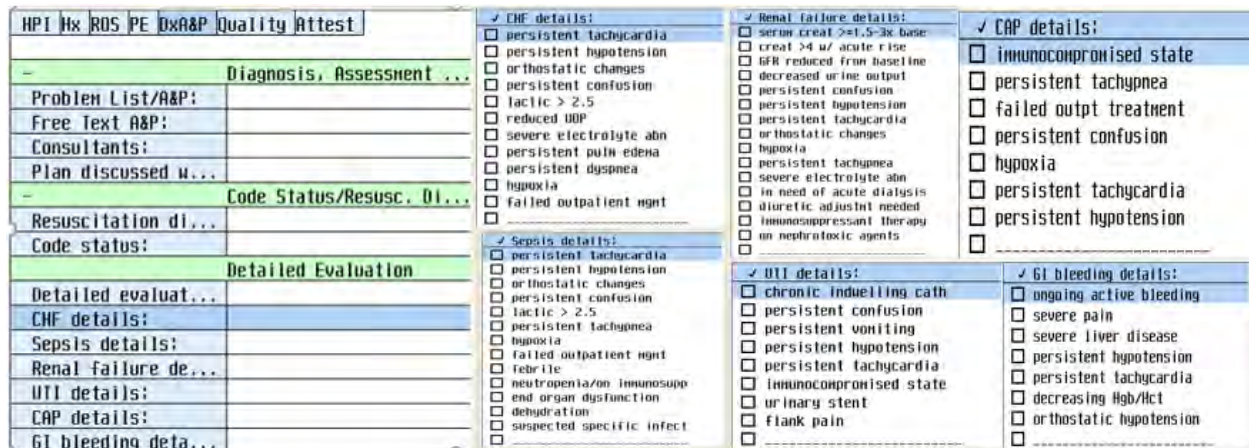 HPI Hx ROS PE DxA&P Quality Attest
- Diagnosis, Assessment ...
Problem List/A&P:
Free Text A&P:
Consultants:
Plan discussed w...
- Code Status/Resusc. Di...
Resuscitation di...
Code status:
Detailed Evaluation
Detailed evaluat...
CHF details:
Sepsis details:
Renal failure de...
UTI details:
CAP details:
GI bleeding deta...
✓ CHF details:
persistent tachycardia
persistent hypotension
orthostatic changes
persistent confusion
lactic > 2.5
reduced UOP
severe electrolyte abn
persistent pulm edema
persistent dyspnea
hypoxia
failed outpatient mgmt
✓ Sepsis details:
persistent tachycardia
persistent hypotension
orthostatic changes
persistent confusion
lactic > 2.5
persistent tachypnea
hypoxia
failed outpatient mgmt
febrile
neutropenia/on immunosupp
end organ dysfunction
dehydration
suspected specific infect
✓ Renal failure details:
serum creat >=1.5-3x base
creat >4 w/ acute rise
GFR reduced from baseline
decreased urine output
persistent confusion
persistent hypotension
persistent tachycardia
orthostatic changes
hypoxia
persistent tachypnea
severe electrolyte abn
in need of acute dialysis
diuretic adjustmt needed
immunosuppressant therapy
on nephrotoxic agents
✓ CAP details:
immunocompromised state
persistent tachypnea
failed outpt treatment
persistent confusion
hypoxia
persistent tachycardia
persistent hypotension
✓ UTI details:
chronic indwelling cath
persistent confusion
persistent vomiting
persistent hypotension
persistent tachycardia
immunocompromised state
urinary stent
flank pain
✓ GI bleeding details:
ongoing active bleeding
severe pain
severe liver disease
persistent hypotension
persistent tachycardia
decreasing Hgb/Hct
orthostatic hypotension